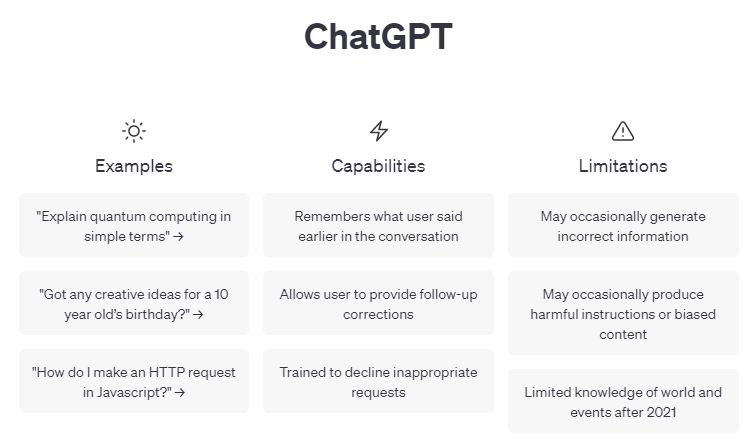 ChatGPT
Examples
"Explain quantum computing in
simple terms" →
"Got any creative ideas for a 10
year old’s birthday?" →
"How do I make an HTTP request
in Javascript?" →
Capabilities
Remembers what user said
earlier in the conversation
Allows user to provide follow-up
corrections
Trained to decline inappropriate
requests
Limitations
May occasionally generate
incorrect information
May occasionally produce
harmful instructions or biased
content
Limited knowledge of world and
events after 2021